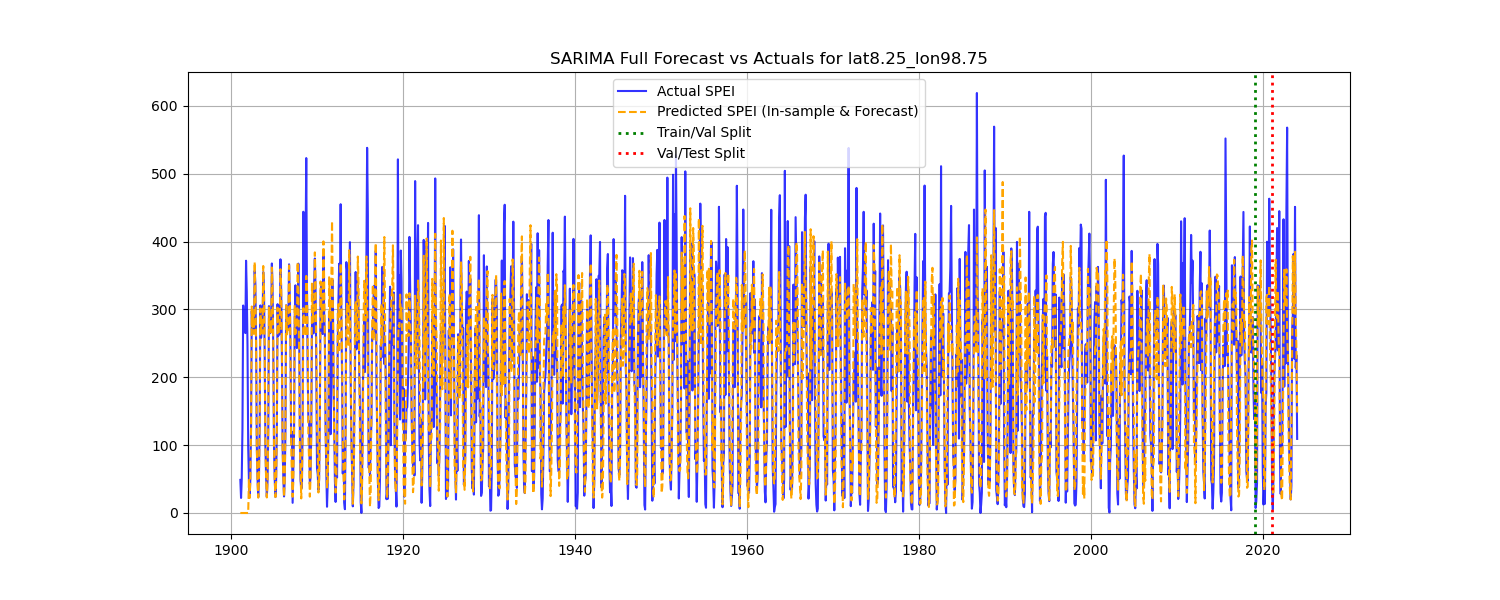 SARIMA Full Forecast vs Actuals for lat8.25_lon98.75
Actual SPEI
Predicted SPEI (In-sample & Forecast)
Train/Val Split
Val/Test Split
600
500
400
300
200
100
0
1900 1920 1940 1960 1980 2000 2020